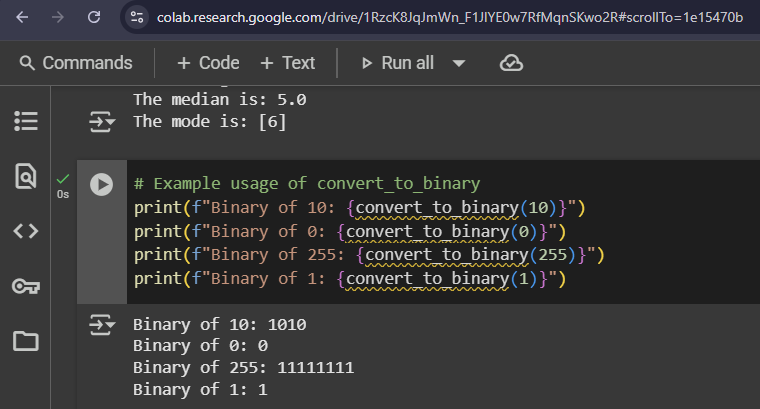 colab.research.google.com/drive/1RzcK8JqJmWn_F1JlYE0w7RfMqnSKwo2R#scrollTo=1e15470b
Commands + Code + Text Run all
The median is: 5.0
The mode is: [6]
0s
# Example usage of convert_to_binary
print(f"Binary of 10: {convert_to_binary(10)}")
print(f"Binary of 0: {convert_to_binary(0)}")
print(f"Binary of 255: {convert_to_binary(255)}")
print(f"Binary of 1: {convert_to_binary(1)}")
Binary of 10: 1010
Binary of 0: 0
Binary of 255: 11111111
Binary of 1: 1